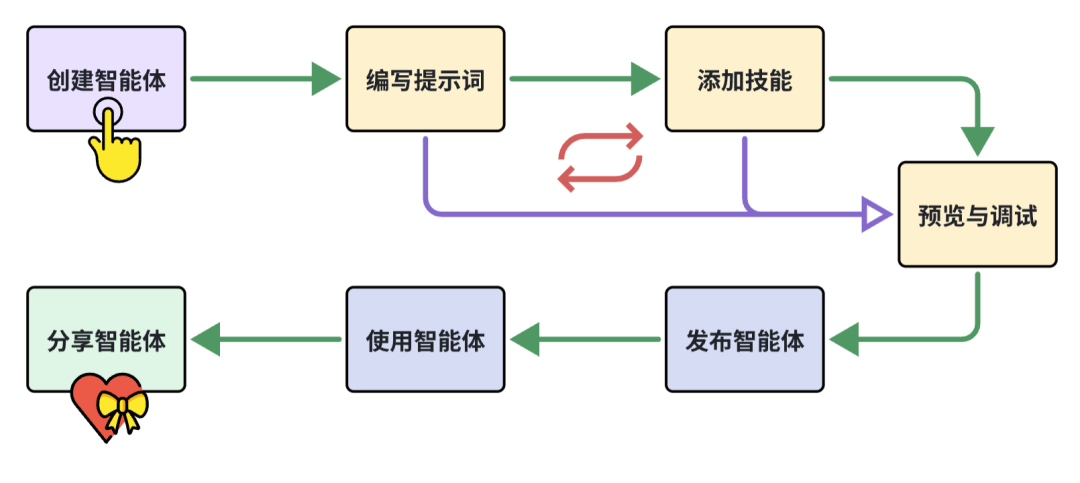 创建智能体
编写提示词
添加技能
预览与调试
分享智能体
使用智能体
发布智能体